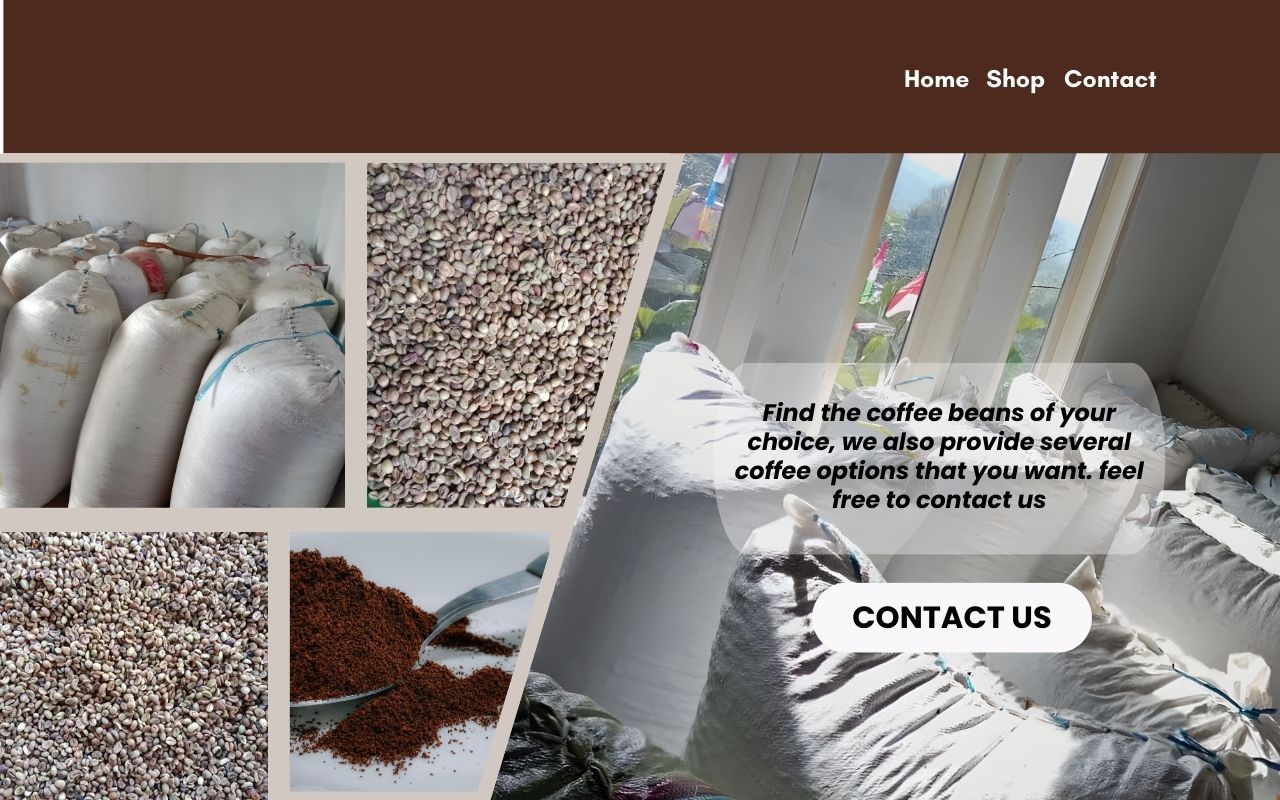 Home Shop Contact
Find the coffee beans of your
choice, we also provide several
coffee options that you want. feel
free to contact us
CONTACT US